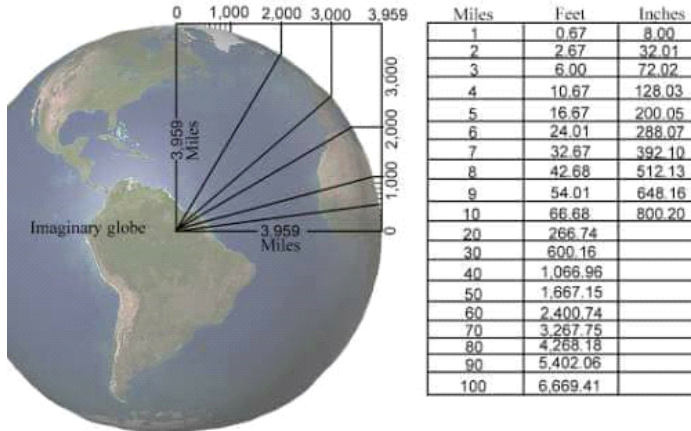 0 1,000 2,000 3,000 3,959
3,000
2,000
1,000
0
3,959
Miles
3.959
Miles
Imaginary globe
Miles Feet Inches
1 0.67 8.00
2 2.67 32.01
3 6.00 72.02
4 10.67 128.03
5 16.67 200.05
6 24.01 288.07
7 32.67 392.10
8 42.68 512.13
9 54.01 648.16
10 66.68 800.20
20 266.74
30 600.16
40 1,066.96
50 1,667.15
60 2,400.74
70 3,267.75
80 4,268.18
90 5,402.06
100 6,669.41